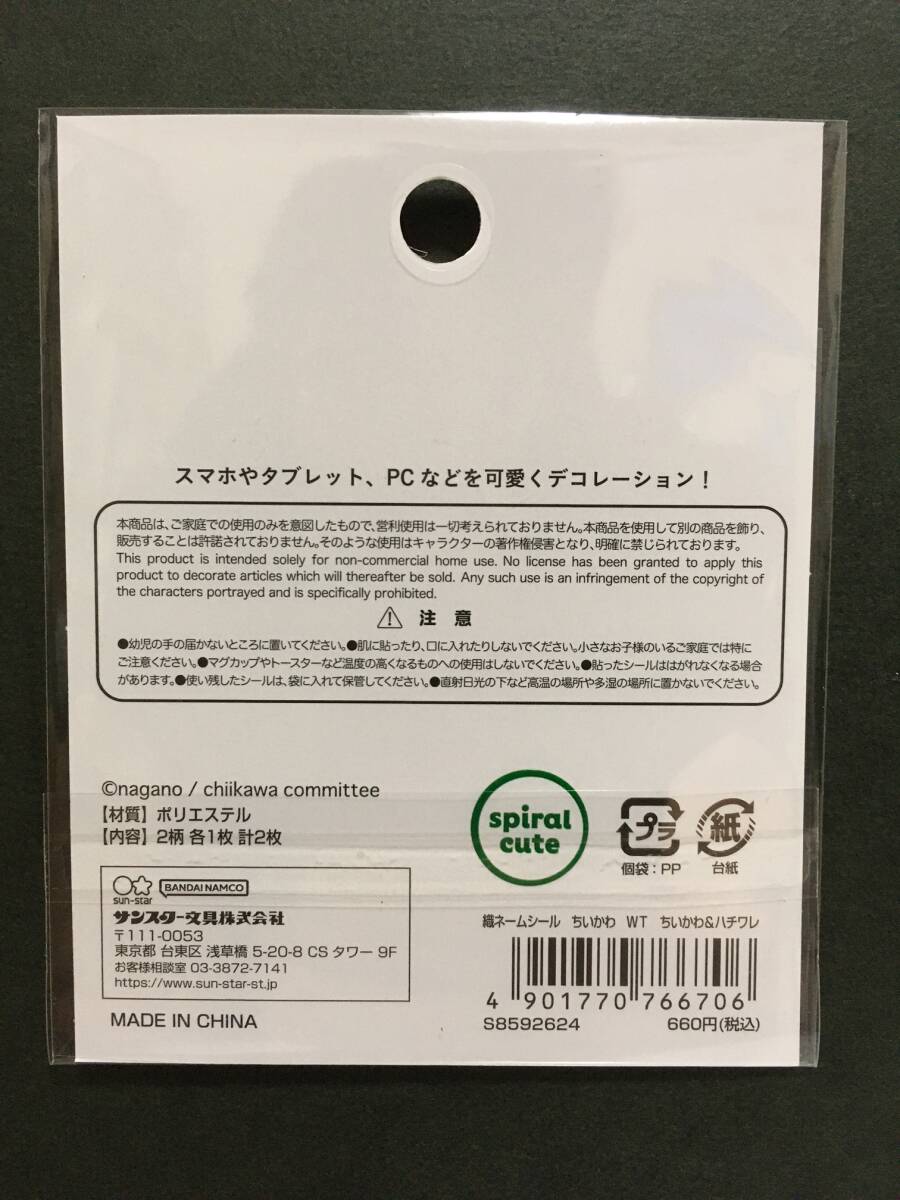 スマホやタブレット、PCなどを可愛くデコレーション！
本商品は、ご家庭での使用のみを意図したもので、営利使用は一切考えられておりません。本商品を使用して別の商品を飾り、
販売することは許諾されておりません。そのような使用はキャラクターの著作権侵害となり、明確に禁じられております。
This product is intended solely for non-commercial home use. No license has been granted to apply this
product to decorate articles which will thereafter be sold. Any such use is an infringement of the copyright of
the characters portrayed and is specifically prohibited.
注 意
●幼児の手の届かないところに置いてください。●肌に貼ったり、口に入れたりしないでください。小さなお子様のいるご家庭では特に
ご注意ください。●マグカップやトースターなど温度の高くなるものへの使用はしないでください。●貼ったシールははがれなくなる場合
があります。●使い残したシールは、袋に入れて保管してください。●直射日光の下など高温の場所や多湿の場所に置かないでください。
©nagano / chiikawa committee
【材質】ポリエステル
【内容】2柄 各1枚 計2枚
spiral
cute
プラ
個袋：PP
紙
台紙
sun-star
BANDAI NAMCO
サンスター文具株式会社
〒111-0053
東京都 台東区 浅草橋 5-20-8 CS タワー 9F
お客様相談室 03-3872-7141
https://www.sun-star-st.jp
MADE IN CHINA
織ネームシール ちいかわ WT ちいかわ&ハチワレ
4 901770 766706
S8592624 660円(税込)